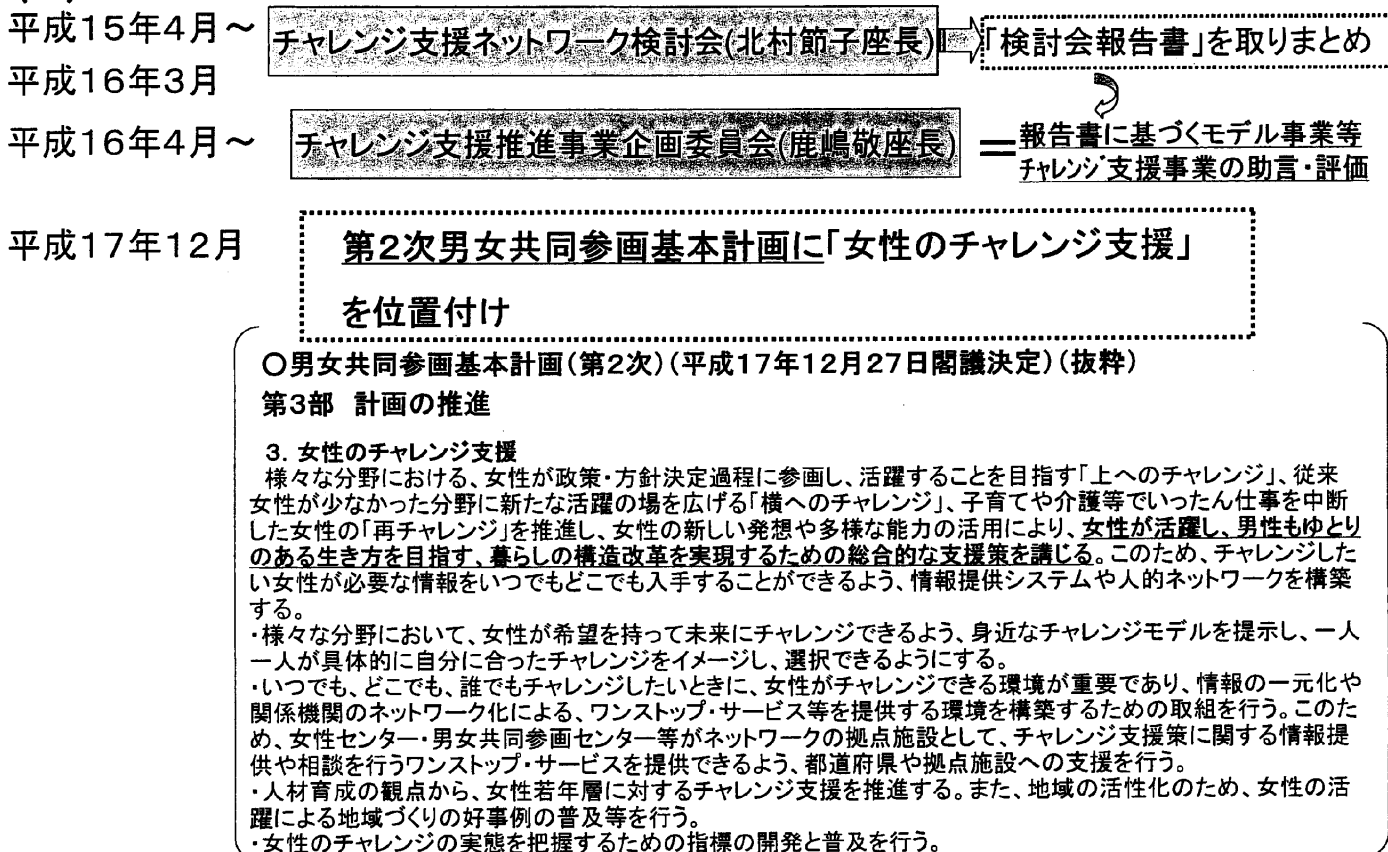 平成15年4月～
チャレンジ支援ネットワーク検討会(北村節子座長)
「検討会報告書」を取りまとめ
平成16年3月
平成16年4月～
チャレンジ支援推進事業企画委員会(鹿嶋敬座長)
＝報告書に基づくモデル事業等
チャレンジ支援事業の助言・評価
平成17年12月
第2次男女共同参画基本計画に「女性のチャレンジ支援」
を位置付け
○男女共同参画基本計画(第2次)(平成17年12月27日閣議決定)(抜粋)
第3部 計画の推進
3．女性のチャレンジ支援
様々な分野における、女性が政策・方針決定過程に参画し、活躍することを目指す「上へのチャレンジ」、従来
女性が少なかった分野に新たな活躍の場を広げる「横へのチャレンジ」、子育てや介護等でいったん仕事を中断
した女性の「再チャレンジ」を推進し、女性の新しい発想や多様な能力の活用により、女性が活躍し、男性もゆとり
のある生き方を目指す、暮らしの構造改革を実現するための総合的な支援策を講じる。このため、チャレンジした
い女性が必要な情報をいつでもどこでも入手することができるよう、情報提供システムや人的ネットワークを構築
する。
・様々な分野において、女性が希望を持って未来にチャレンジできるよう、身近なチャレンジモデルを提示し、一人
一人が具体的に自分に合ったチャレンジをイメージし、選択できるようにする。
・いつでも、どこでも、誰でもチャレンジしたいときに、女性がチャレンジできる環境が重要であり、情報の一元化や
関係機関のネットワーク化による、ワンストップ・サービス等を提供する環境を構築するための取組を行う。このた
め、女性センター・男女共同参画センター等がネットワークの拠点施設として、チャレンジ支援策に関する情報提
供や相談を行うワンストップ・サービスを提供できるよう、都道府県や拠点施設への支援を行う。
・人材育成の観点から、女性若年層に対するチャレンジ支援を推進する。また、地域の活性化のため、女性の活
躍による地域づくりの好事例の普及等を行う。
・女性のチャレンジの実態を把握するための指標の開発と普及を行う。